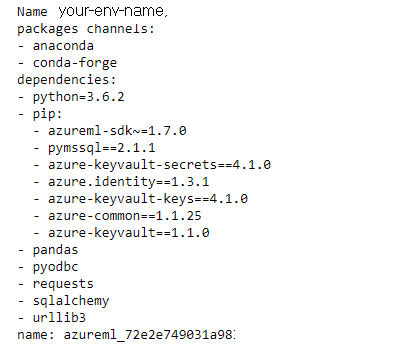 Name your-env-name,
packages channels:
- anaconda
- conda-forge
dependencies:
- python=3.6.2
- pip:
  - azureml-sdk~=1.7.0
  - pymssql==2.1.1
  - azure-keyvault-secrets==4.1.0
  - azure.identity==1.3.1
  - azure-keyvault-keys==4.1.0
  - azure-common==1.1.25
  - azure-keyvault==1.1.0
- pandas
- pyodbc
- requests
- sqlalchemy
- urllib3
name: azureml_72e2e749031a98